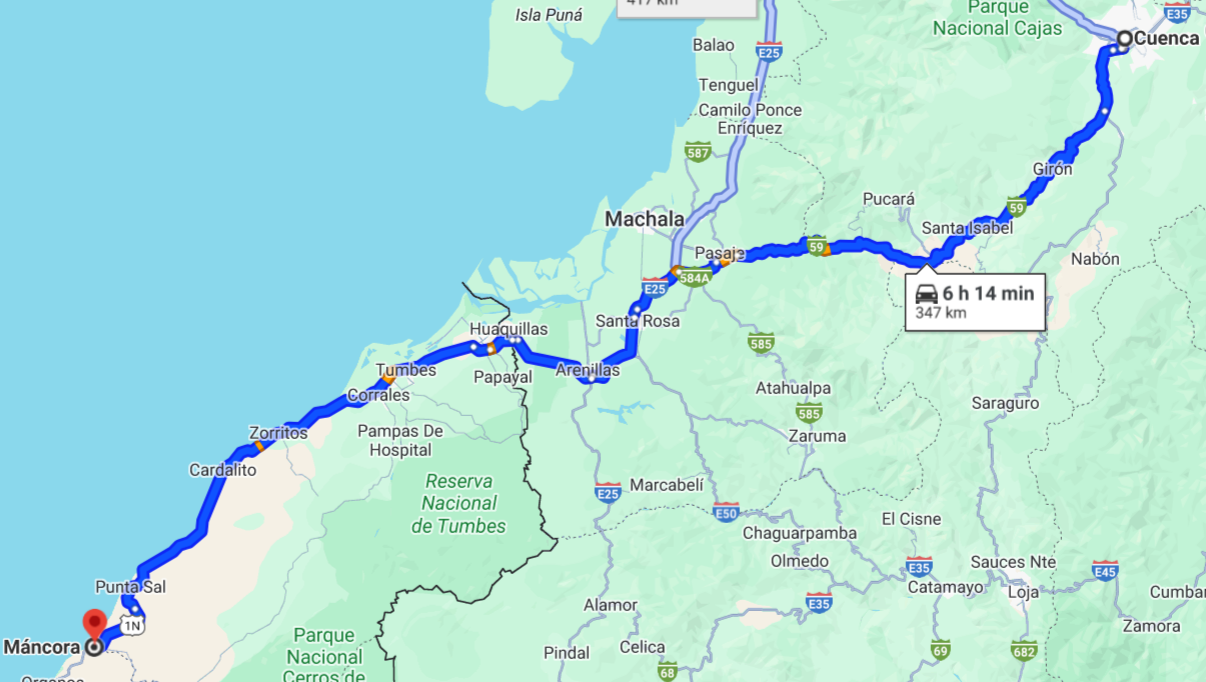 417 km
Isla Puná
Parque
Nacional Cajas
E35
Cuenca
Balao
E25
Tenguel
Camilo Ponce
Enríquez
587
Girón
Pucará
59
Machala
Santa Isabel
Pasaje
59
Nabón
584A
E25
6 h 14 min
347 km
Santa Rosa
Huaquillas
585
Tumbes
Papayal
Arenillas
Corrales
Atahualpa
585
Saraguro
Zorritos
Pampas De
Hospital
Zaruma
Cardalito
Reserva
Nacional
de Tumbes
E25
Marcabelí
E50
El Cisne
Chaguarpamba
Olmedo
E35
Sauces Nte
E45
Punta Sal
Catamayo
Loja
Alamor
E35
1N
Zamora
Máncora
Parque
Nacional
Cerros de
Pindal
Celica
69
682
68